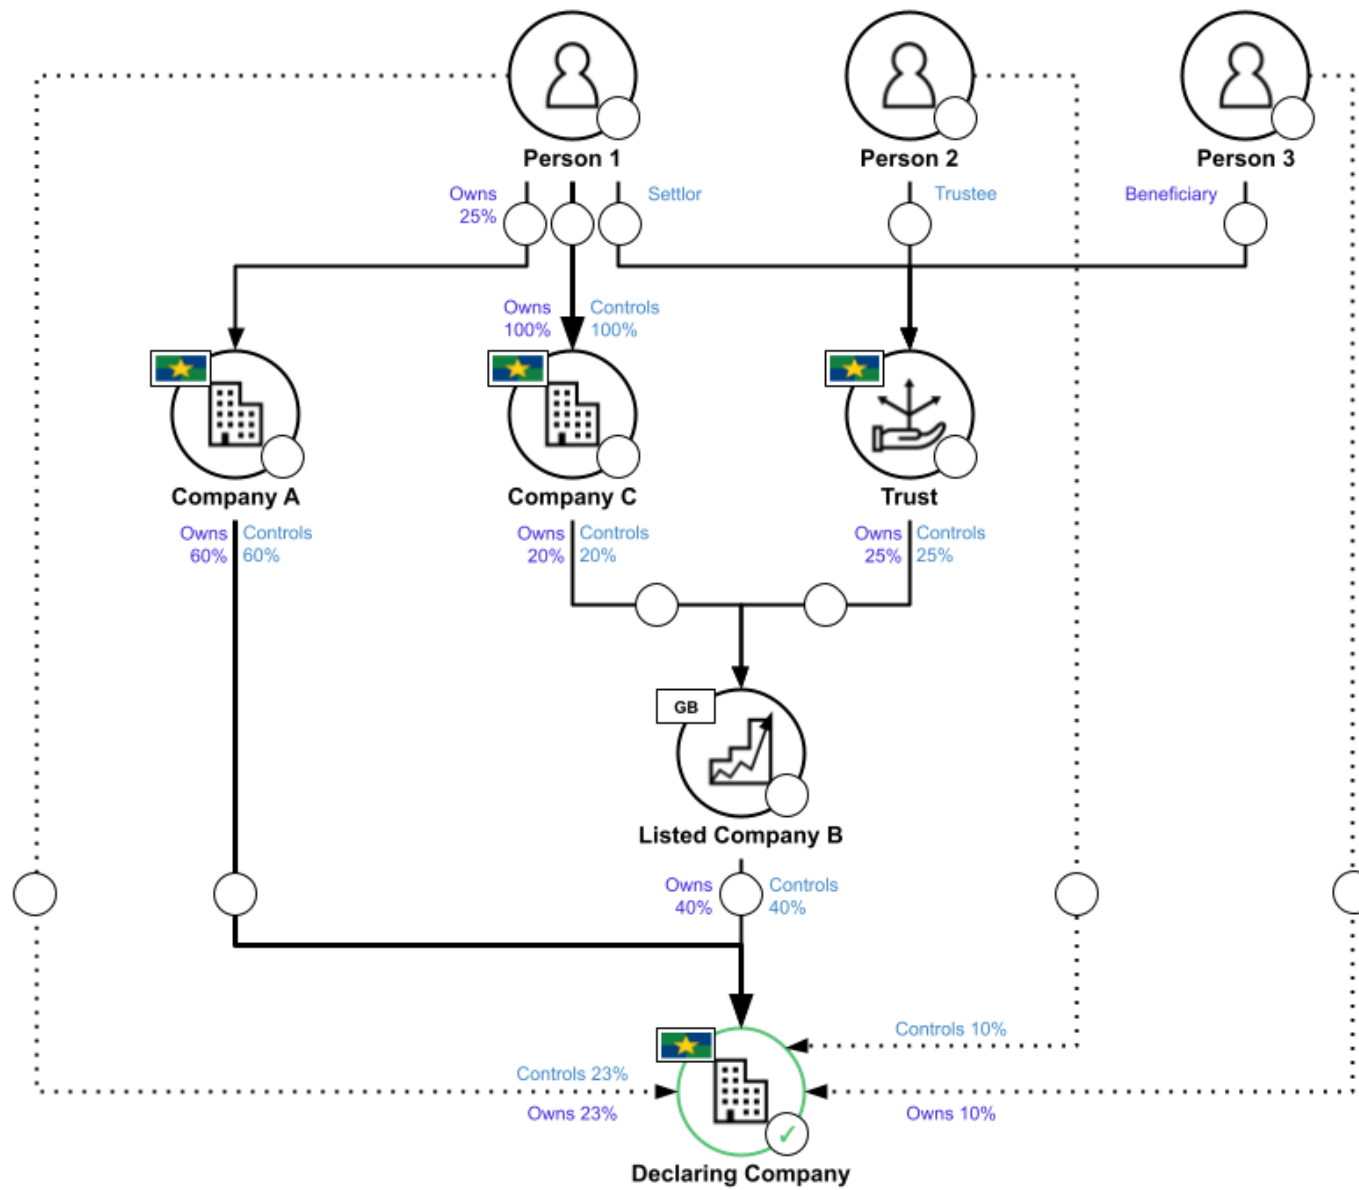 Person 1
Person 2
Person 3
Owns
25%
Settlor
Trustee
Beneficiary
Owns
100%
Controls
100%
Company A
Company C
Trust
Owns
60%
Controls
60%
Owns
20%
Controls
20%
Owns
25%
Controls
25%
GB
Listed Company B
Owns
40%
Controls
40%
Controls 10%
Controls 23%
Owns 23%
Owns 10%
Declaring Company